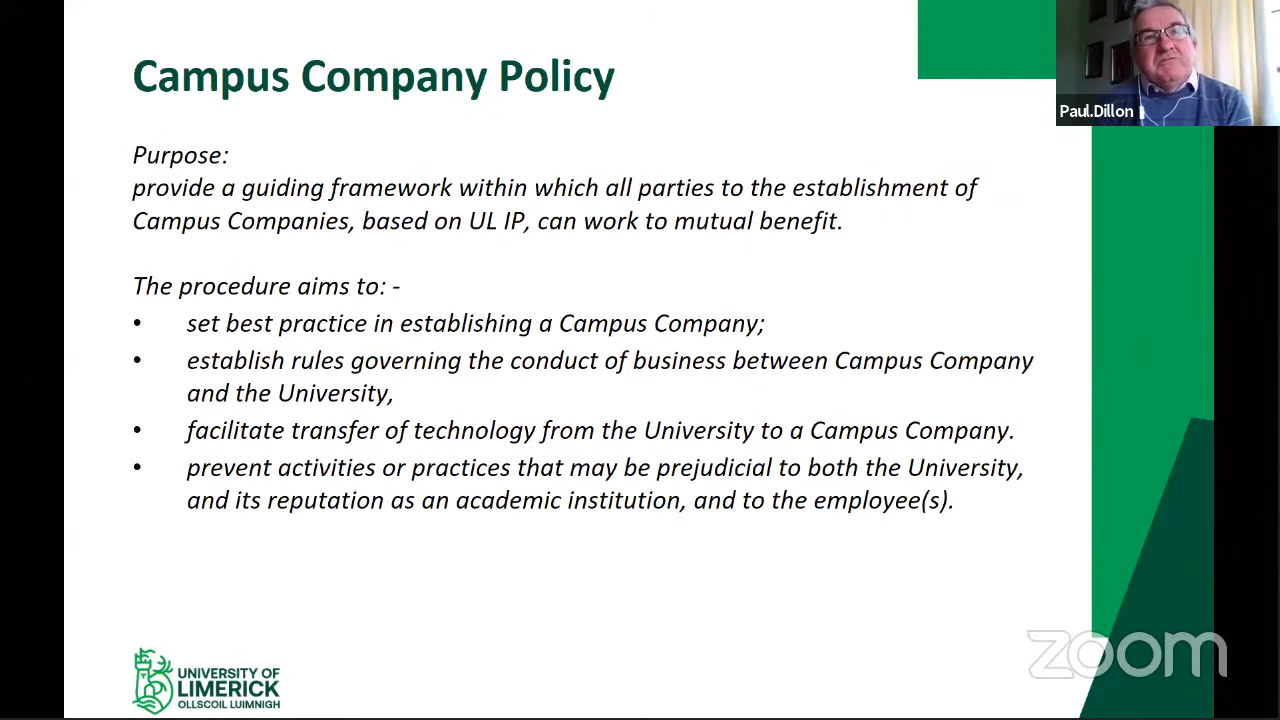 Campus Company Policy
Paul.Dillon
Purpose:
provide a guiding framework within which all parties to the establishment of
Campus Companies, based on UL IP, can work to mutual benefit.
The procedure aims to: -
• set best practice in establishing a Campus Company;
• establish rules governing the conduct of business between Campus Company
and the University,
• facilitate transfer of technology from the University to a Campus Company.
• prevent activities or practices that may be prejudicial to both the University,
and its reputation as an academic institution, and to the employee(s).
zoom
UNIVERSITY OF
LIMERICK
OLLSCOIL LUIMNIGH